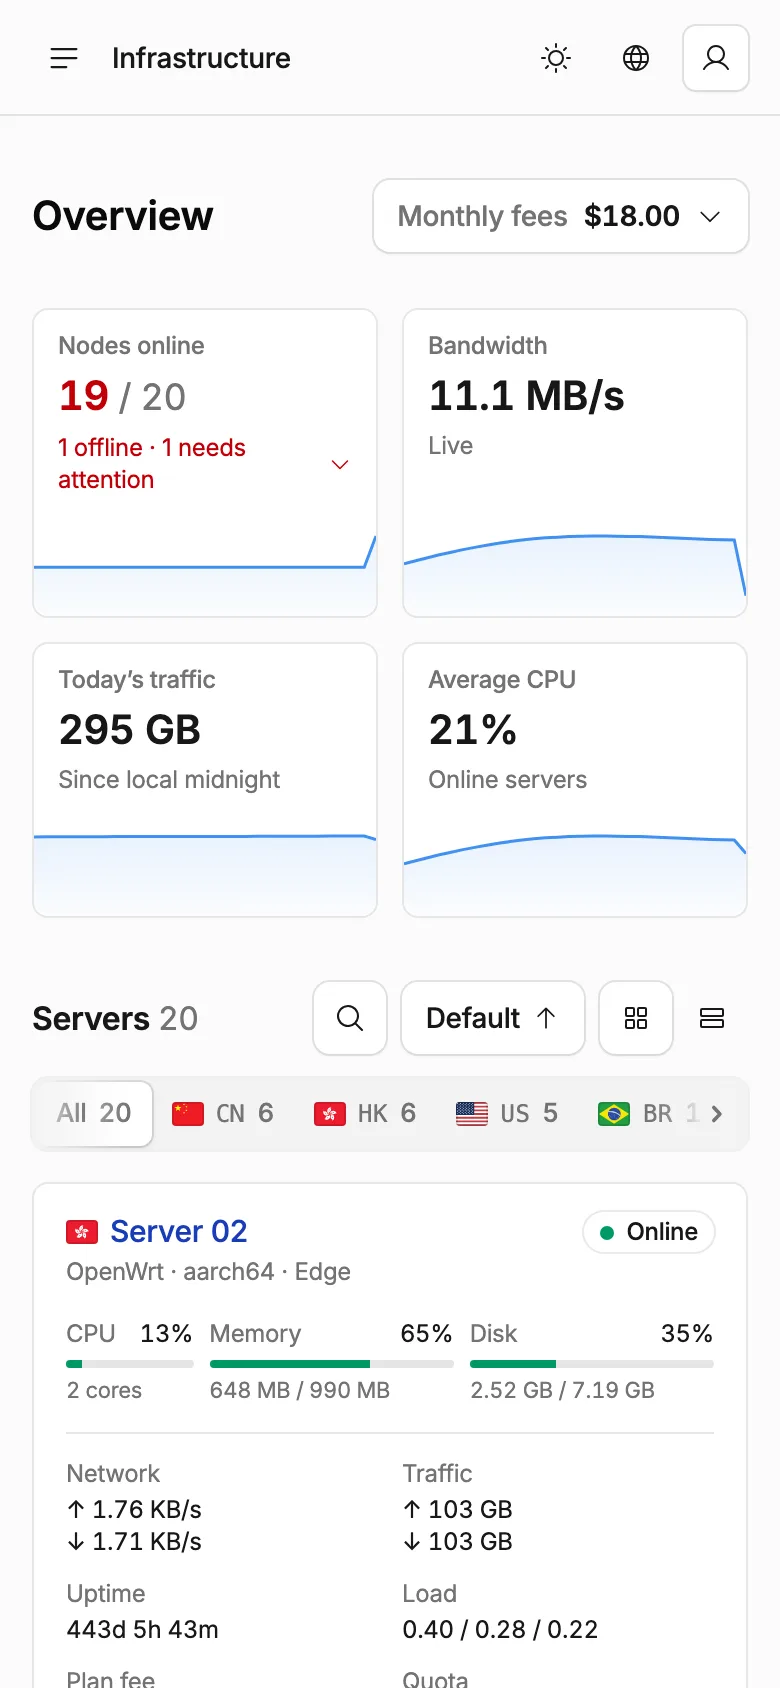 Infrastructure
Overview
Monthly fees $18.00
Nodes online
19 / 20
1 offline · 1 needs
attention
Bandwidth
11.1 MB/s
Live
Today’s traffic
295 GB
Since local midnight
Average CPU
21%
Online servers
Servers 20
Default ↑
All 20 CN 6 HK 6 US 5 BR 1
Server 02
Online
OpenWrt · aarch64 · Edge
CPU 13% Memory 65% Disk 35%
2 cores 648 MB / 990 MB 2.52 GB / 7.19 GB
Network
↑ 1.76 KB/s
↓ 1.71 KB/s
Traffic
↑ 103 GB
↓ 103 GB
Uptime
443d 5h 43m
Load
0.40 / 0.28 / 0.22
Plan fee
Quota